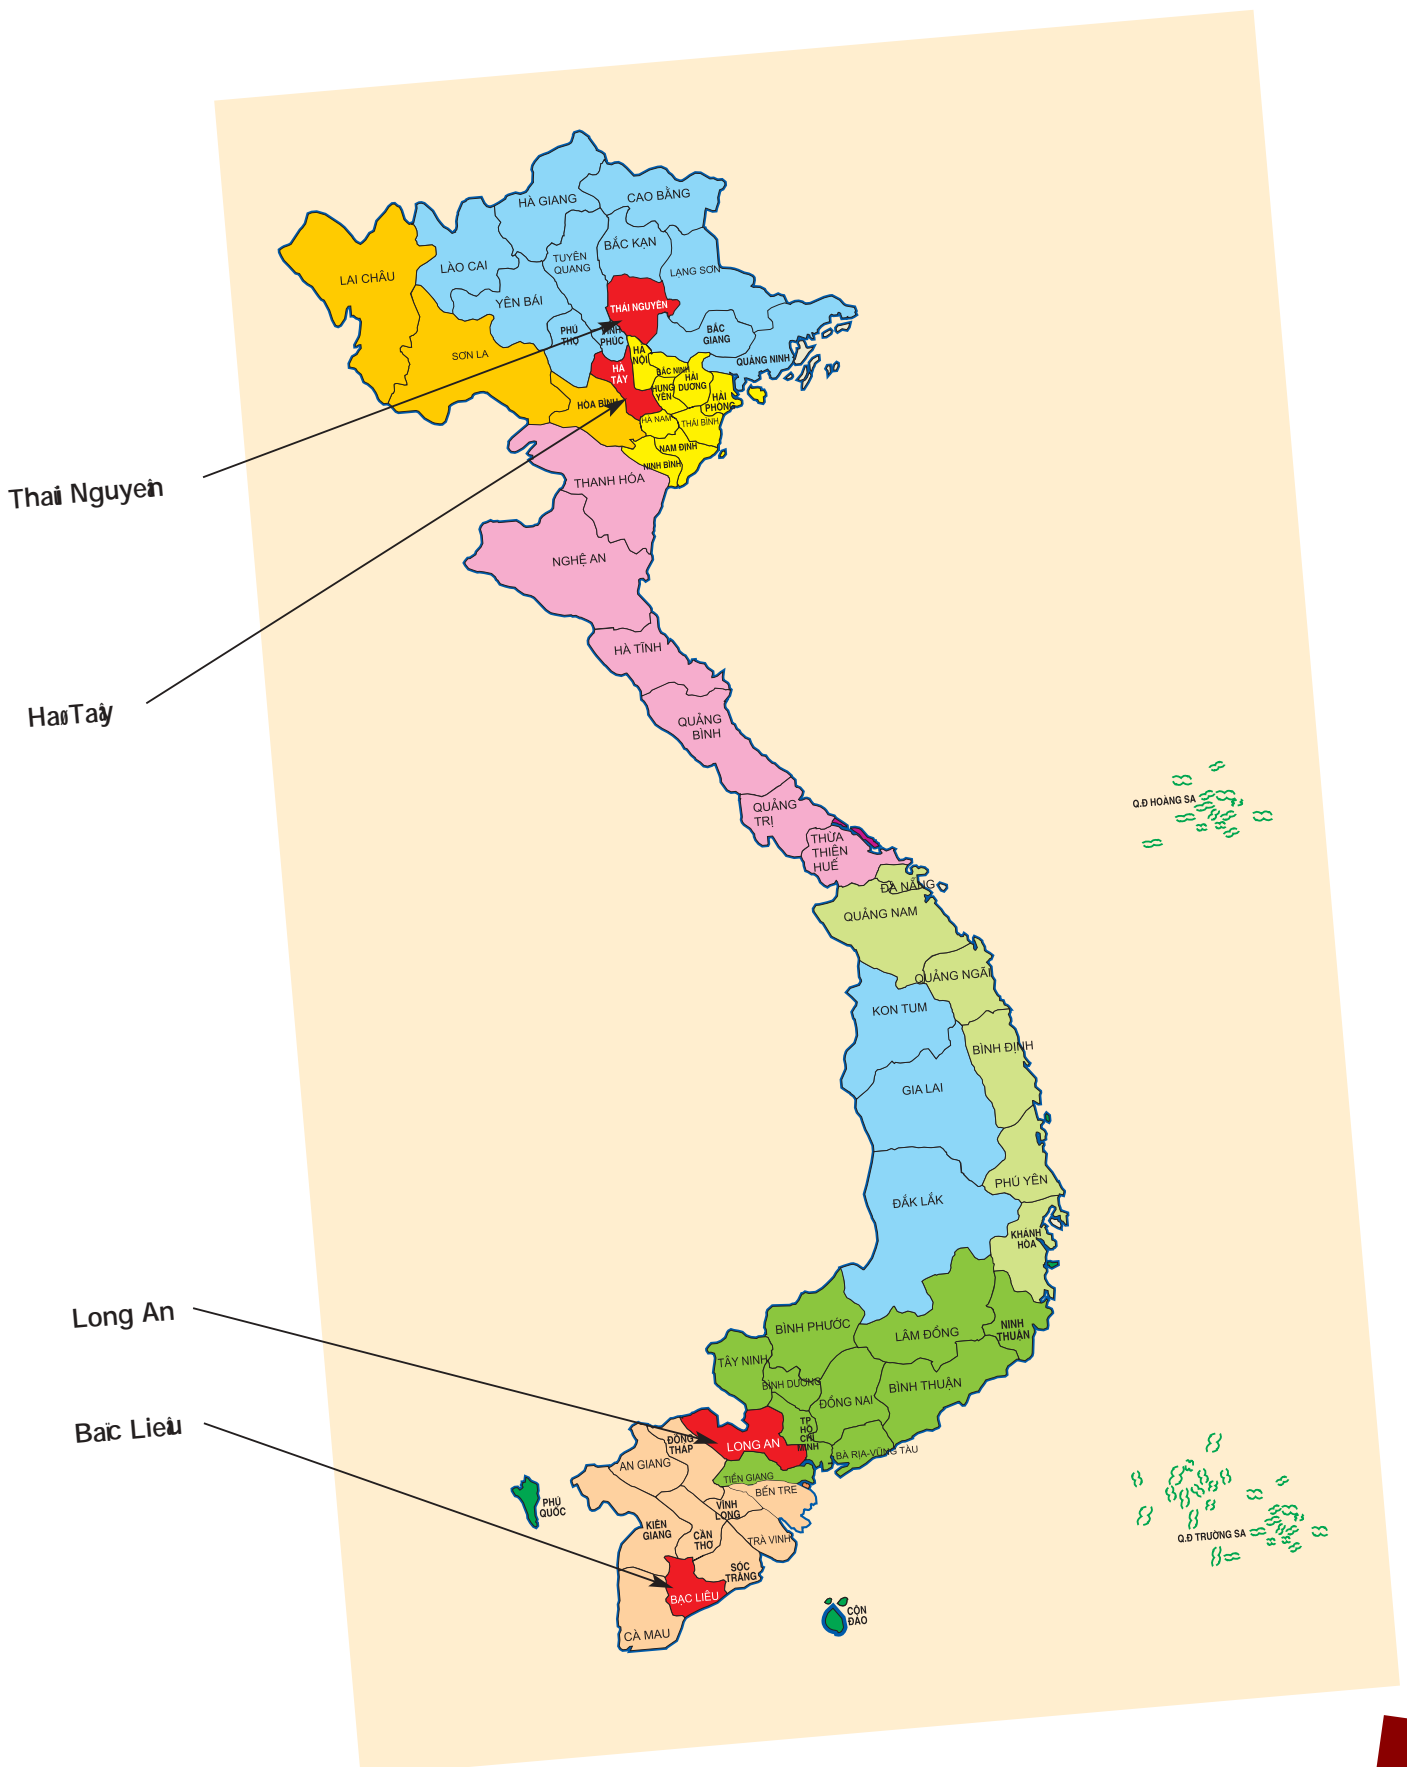 HÀ GIANG
CAO BẰNG
BẮC KẠN
TUYÊN
QUANG
LÀO CAI
LẠNG SƠN
LAI CHÂU
YÊN BÁI
THÁI NGUYÊN
PHÚ
THỌ
PHÚC
BẮC
GIANG
QUẢNG NINH
SƠN LA
HÀ
NỘI
HÀ
TÂY
BẮC NINH
HẢI
DƯƠNG
HƯNG
YÊN
HẢI
PHÒNG
HÒA BÌNH
HÀ NAM
THÁI BÌNH
NAM ĐỊNH
NINH BÌNH
THANH HÓA
Thaùi Nguyeân
NGHỆ AN
HÀ TĨNH
Haø Taây
QUẢNG
BÌNH
QUẢNG
TRỊ
Q.Đ HOÀNG SA
THỪA
THIÊN
HUẾ
ĐÀ NẴNG
QUẢNG NAM
QUẢNG NGÃI
KON TUM
BÌNH ĐỊNH
GIA LAI
PHÚ YÊN
ĐẮK LẮK
KHÁNH
HÒA
Long An
BÌNH PHƯỚC
LÂM ĐỒNG
NINH
THUẬN
TÂY NINH
BÌNH DƯƠNG
BÌNH THUẬN
ĐỒNG NAI
Baïc Lieâu
TP
HỒ
CHÍ
MINH
ĐỒNG
THÁP
LONG AN
BÀ RỊA-VŨNG TÀU
AN GIANG
TIỀN GIANG
BẾN TRE
PHÚ
QUỐC
VĨNH
LONG
KIÊN
GIANG
CẦN
THƠ
TRÀ VINH
Q.Đ TRƯỜNG SA
SÓC
TRĂNG
BẠC LIÊU
CÔN
ĐẢO
CÀ MAU